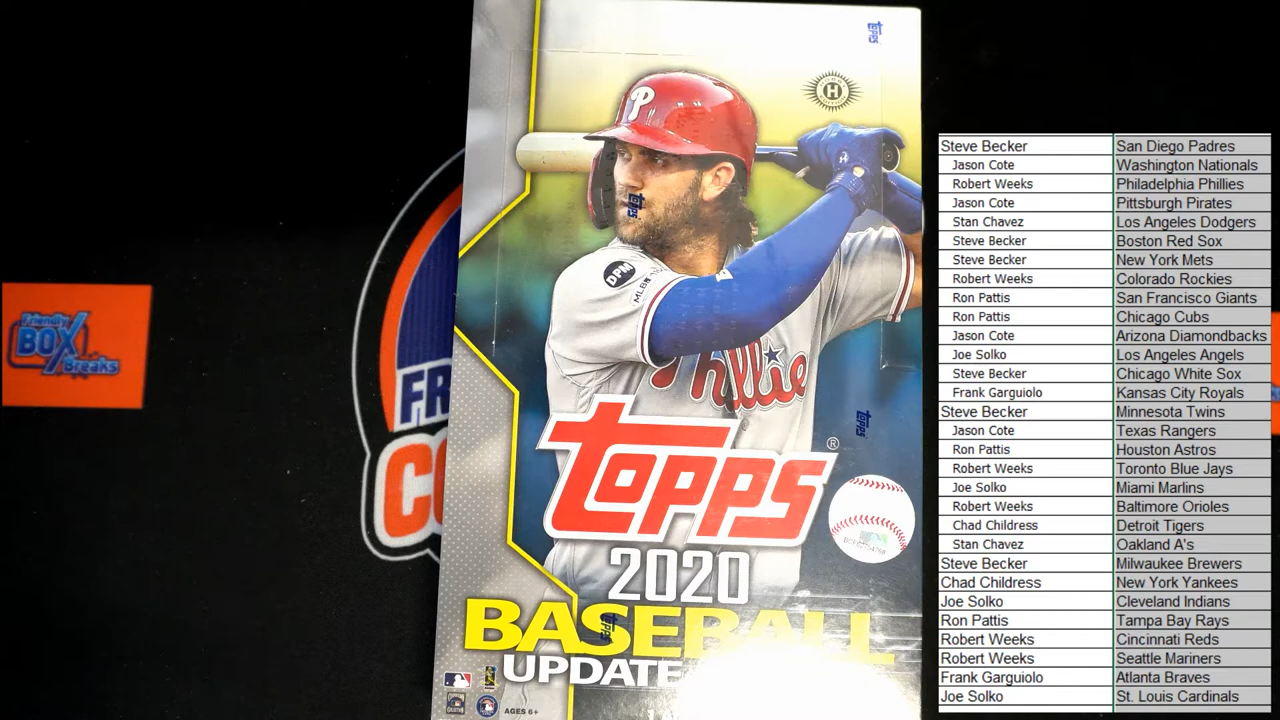 topps
H
P
topps
DPM
MLB
Phillies
topps
topps
®
2020
BASEBALL
topps
UPDATE
AGES 6+
Friendly
BOX
Breaks
FR
CO
Steve Becker San Diego Padres
Jason Cote Washington Nationals
Robert Weeks Philadelphia Phillies
Jason Cote Pittsburgh Pirates
Stan Chavez Los Angeles Dodgers
Steve Becker Boston Red Sox
Steve Becker New York Mets
Robert Weeks Colorado Rockies
Ron Pattis San Francisco Giants
Ron Pattis Chicago Cubs
Jason Cote Arizona Diamondbacks
Joe Solko Los Angeles Angels
Steve Becker Chicago White Sox
Frank Garguiolo Kansas City Royals
Steve Becker Minnesota Twins
Jason Cote Texas Rangers
Ron Pattis Houston Astros
Robert Weeks Toronto Blue Jays
Joe Solko Miami Marlins
Robert Weeks Baltimore Orioles
Chad Childress Detroit Tigers
Stan Chavez Oakland A's
Steve Becker Milwaukee Brewers
Chad Childress New York Yankees
Joe Solko Cleveland Indians
Ron Pattis Tampa Bay Rays
Robert Weeks Cincinnati Reds
Robert Weeks Seattle Mariners
Frank Garguiolo Atlanta Braves
Joe Solko St. Louis Cardinals